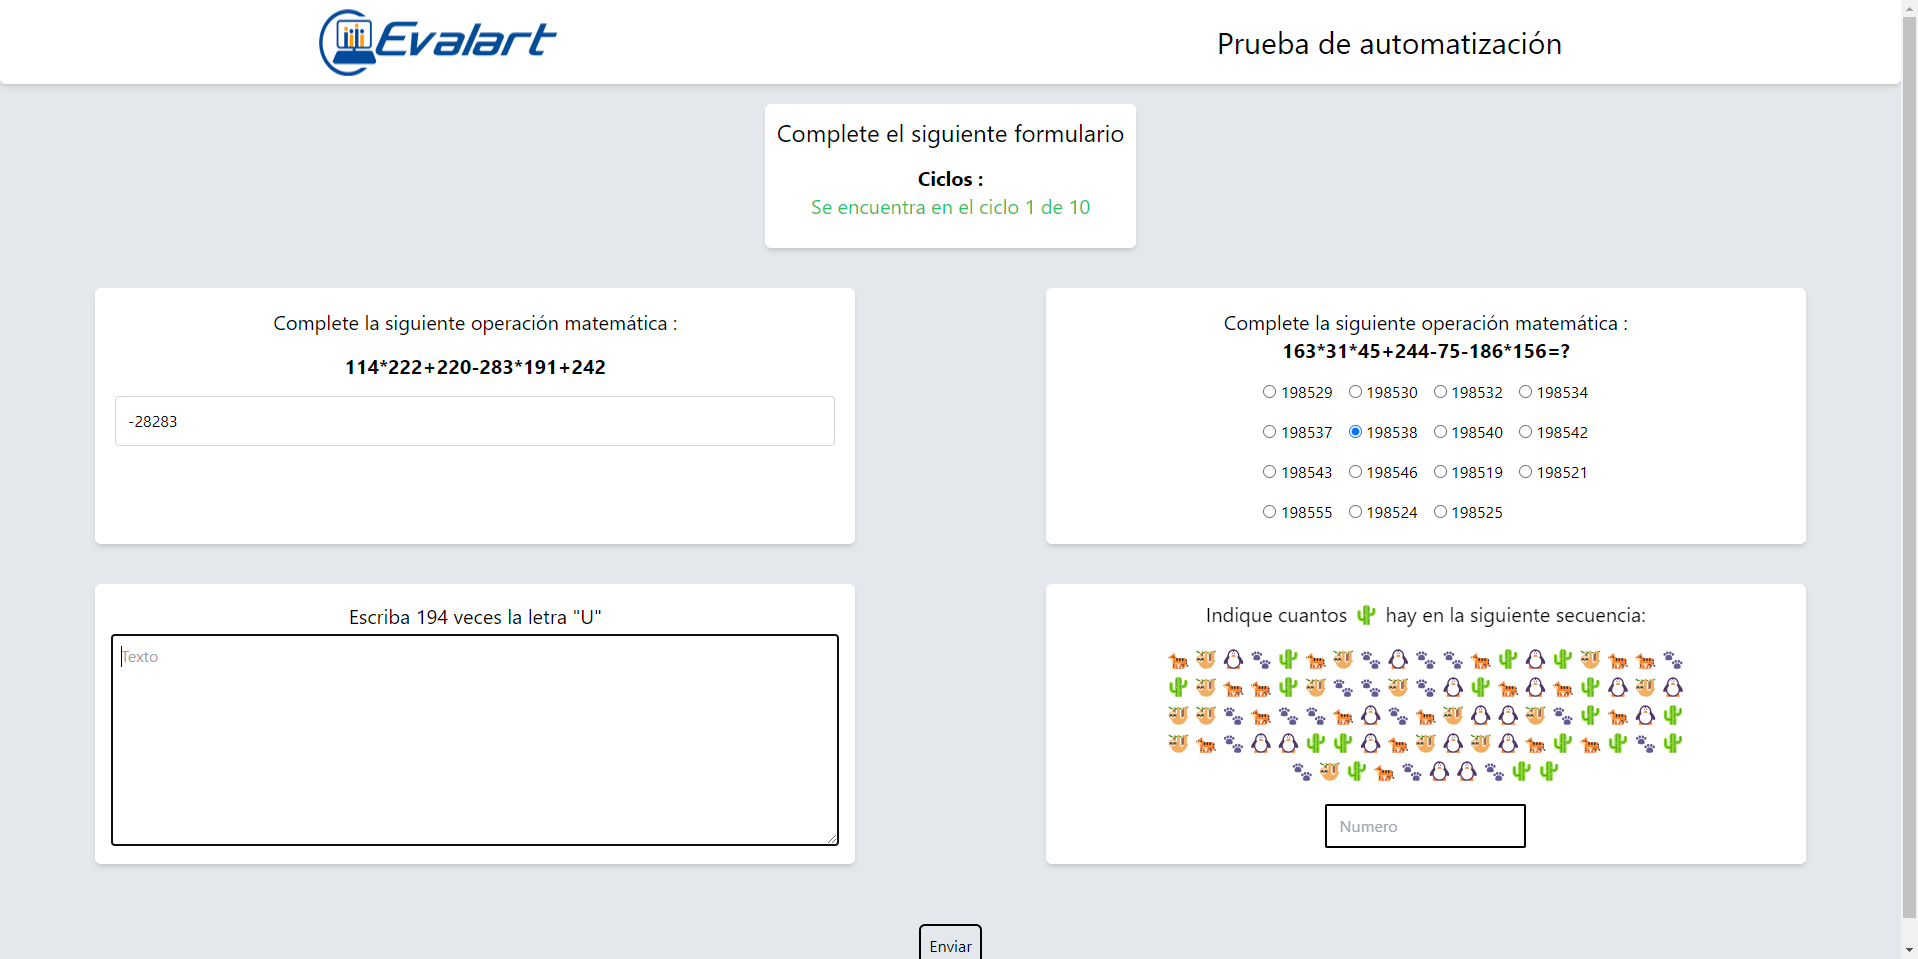 Evalart
Prueba de automatización
Complete el siguiente formulario
Ciclos :
Se encuentra en el ciclo 1 de 10
Complete la siguiente operación matemática :
114*222+220-283*191+242
-28283
Complete la siguiente operación matemática :
163*31*45+244-75-186*156=?
198529 198530 198532 198534
198537 198538 198540 198542
198543 198546 198519 198521
198555 198524 198525
Escriba 194 veces la letra "U"
Texto
Indique cuantos 🌵 hay en la siguiente secuencia:
Numero
Enviar